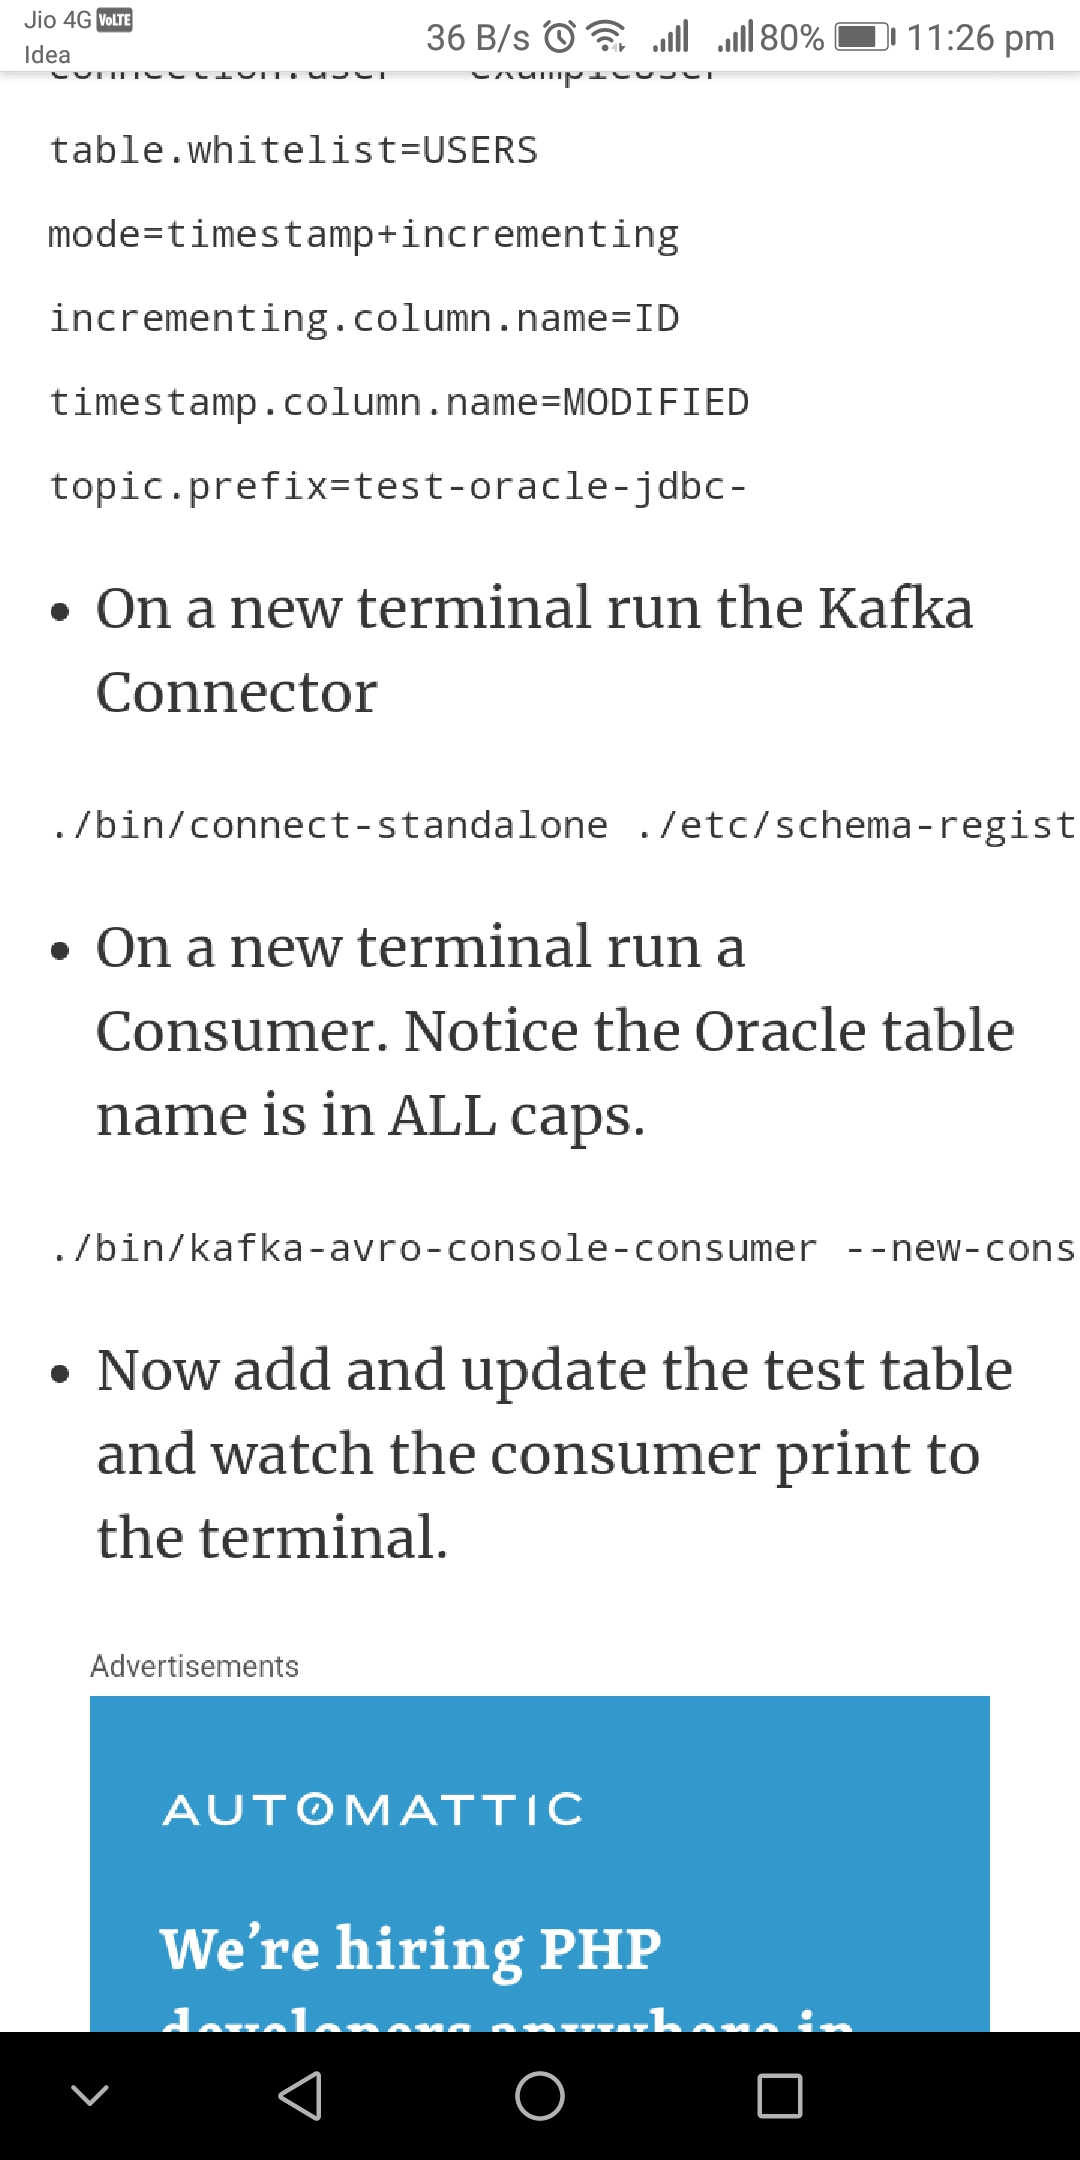 Jio 4G VoLTE
Idea
36 B/s 80% 11:26 pm
table.whitelist=USERS
mode=timestamp+incrementing
incrementing.column.name=ID
timestamp.column.name=MODIFIED
topic.prefix=test-oracle-jdbc-
• On a new terminal run the Kafka
Connector
./bin/connect-standalone ./etc/schema-regist
• On a new terminal run a
Consumer. Notice the Oracle table
name is in ALL caps.
./bin/kafka-avro-console-consumer --new-cons
• Now add and update the test table
and watch the consumer print to
the terminal.
Advertisements
AUTOMATTIC
We’re hiring PHP
developers anywhere in